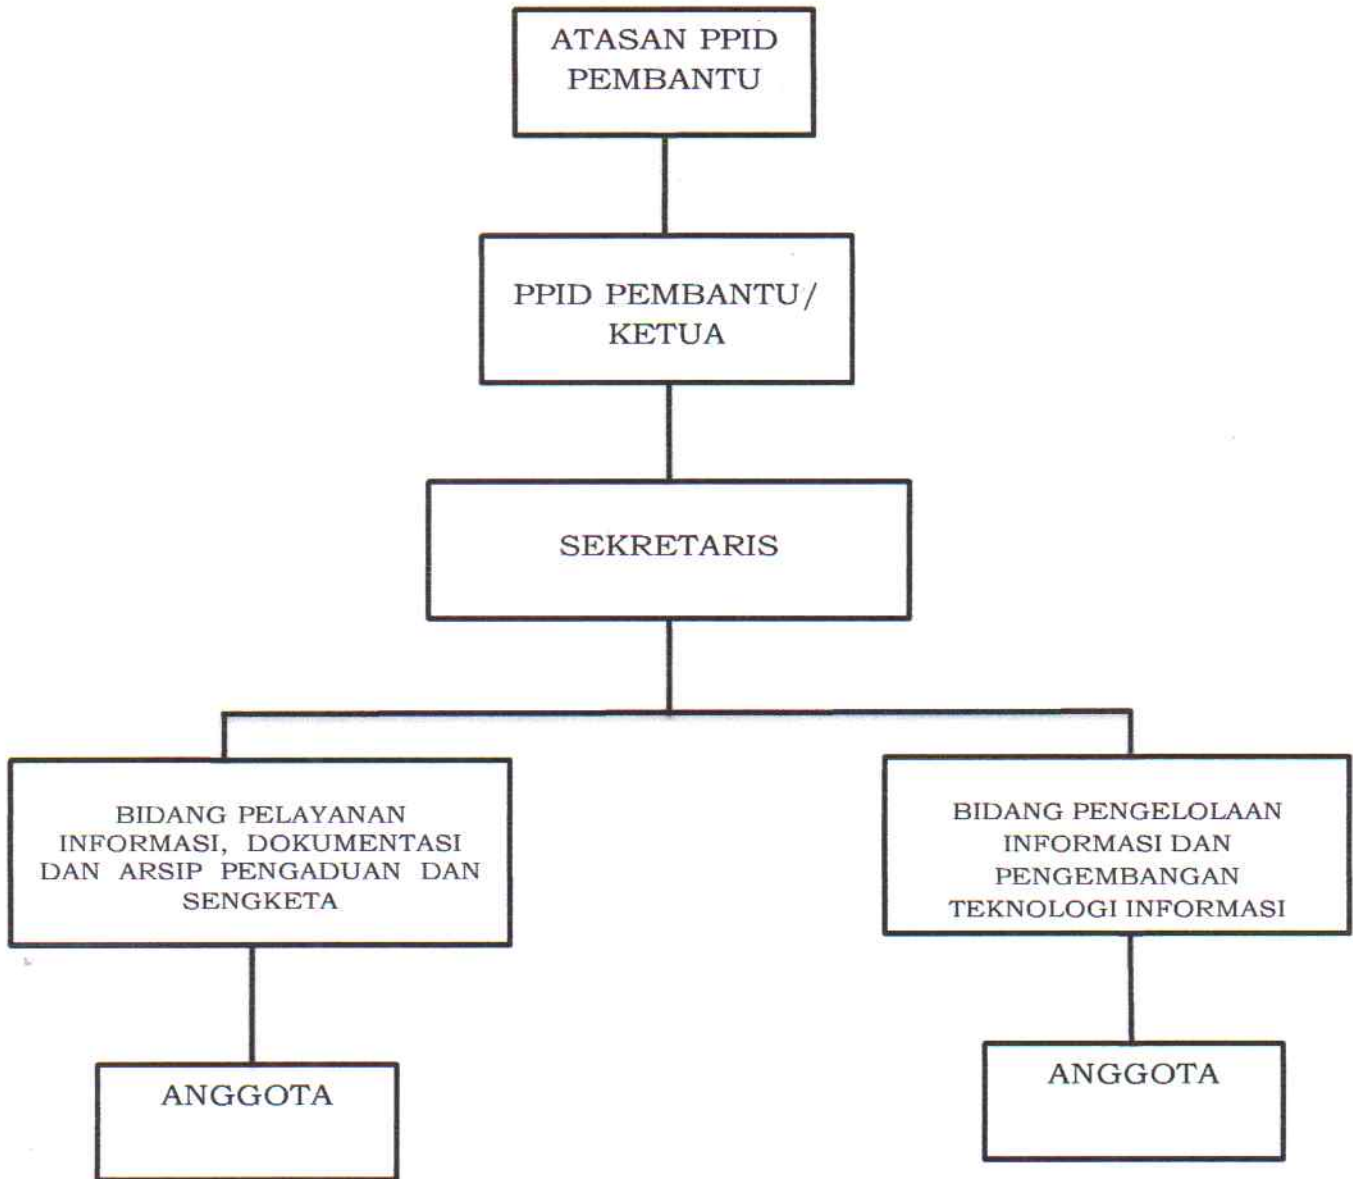 ATASAN PPID
PEMBANTU
PPID PEMBANTU/
KETUA
SEKRETARIS
BIDANG PELAYANAN
INFORMASI, DOKUMENTASI
DAN ARSIP PENGADUAN DAN
SENGKETA
BIDANG PENGELOLAAN
INFORMASI DAN
PENGEMBANGAN
TEKNOLOGI INFORMASI
ANGGOTA
ANGGOTA